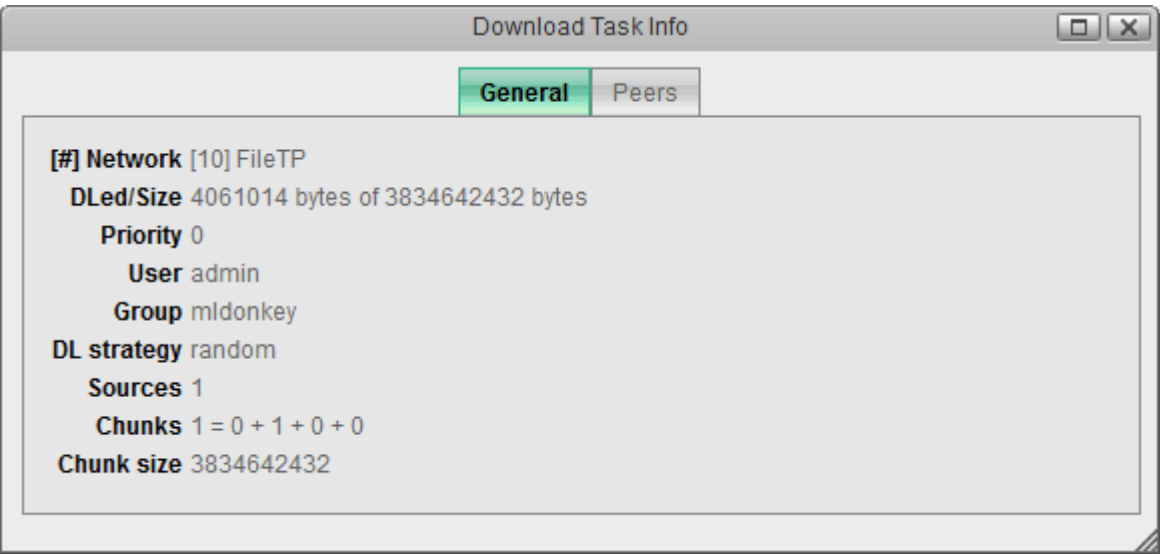 Download Task Info
General Peers
[#] Network [10] FileTP
DLed/Size 4061014 bytes of 3834642432 bytes
Priority 0
User admin
Group mldonkey
DL strategy random
Sources 1
Chunks 1 = 0 + 1 + 0 + 0
Chunk size 3834642432